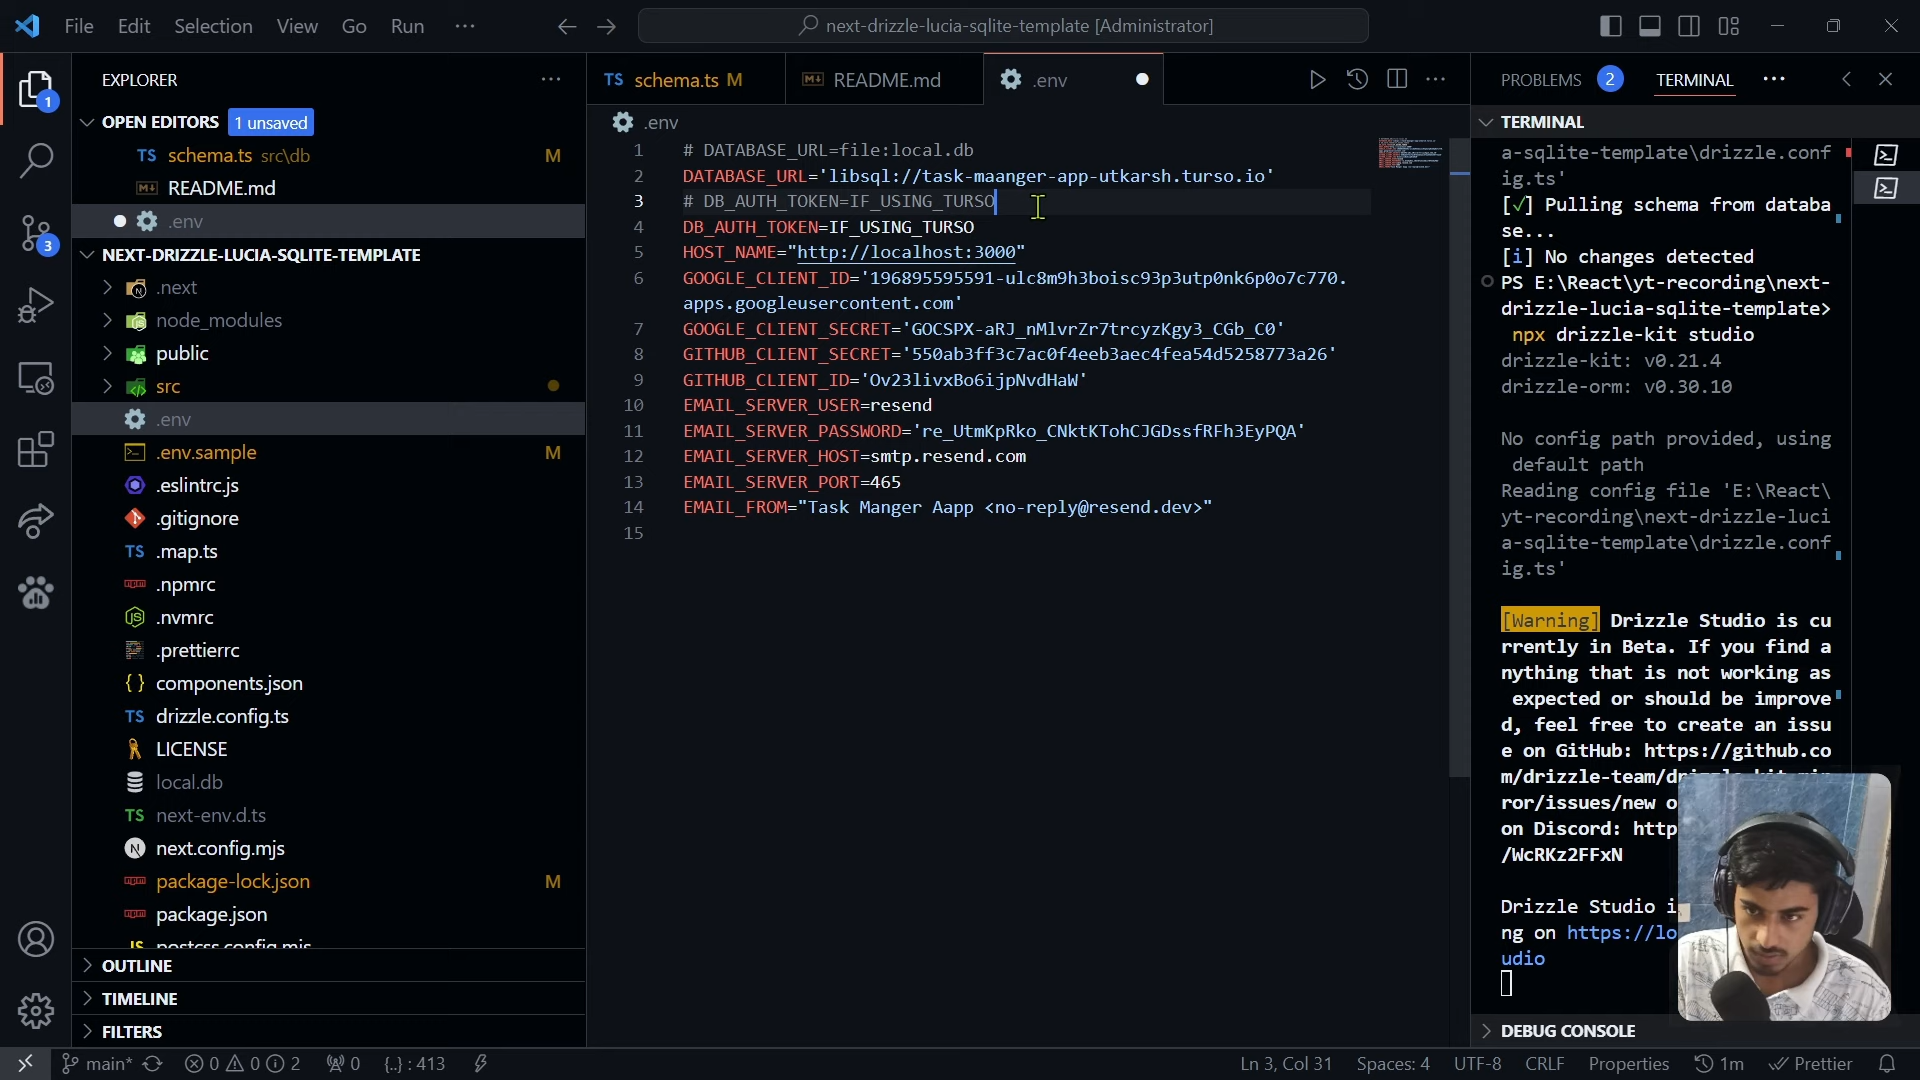 File Edit Selection View Go Run ···
next-drizzle-lucia-sqlite-template [Administrator]
EXPLORER
OPEN EDITORS 1 unsaved
TS schema.ts src\db M
README.md
.env
NEXT-DRIZZLE-LUCIA-SQLITE-TEMPLATE
.next
node_modules
public
src
.env
.env.sample M
.eslintrc.js
.gitignore
TS .map.ts
.npmrc
.nvmrc
.prettierrc
components.json
TS drizzle.config.ts
LICENSE
local.db
TS next-env.d.ts
next.config.mjs
package-lock.json M
package.json
postcss.config.mjs
OUTLINE
TIMELINE
FILTERS
1
3
TS schema.ts M
README.md
.env
.env
1 # DATABASE_URL=file:local.db
2 DATABASE_URL='libsql://task-maanger-app-utkarsh.turso.io'
3 # DB_AUTH_TOKEN=IF_USING_TURSO
4 DB_AUTH_TOKEN=IF_USING_TURSO
5 HOST_NAME="http://localhost:3000"
6 GOOGLE_CLIENT_ID='196895595591-ulc8m9h3boisc93p3utp0nk6p0o7c770.
apps.googleusercontent.com'
7 GOOGLE_CLIENT_SECRET='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'
8 GITHUB_CLIENT_SECRET='550ab3ff3c7ac0f4eeb3aec4fea54d5258773a26'
9 GITHUB_CLIENT_ID='Ov23livxBo6ijpNvdHaW'
10 EMAIL_SERVER_USER=resend
11 EMAIL_SERVER_PASSWORD='re_UtmKpRko_CNktKTohCJGDssfRFh3EyPQA'
12 EMAIL_SERVER_HOST=smtp.resend.com
13 EMAIL_SERVER_PORT=465
14 EMAIL_FROM="Task Manger Aapp <no-reply@resend.dev>"
15
PROBLEMS 2 TERMINAL ···
TERMINAL
a-sqlite-template\drizzle.conf
ig.ts'
[✓] Pulling schema from databa
se...
[i] No changes detected
PS E:\React\yt-recording\next-
drizzle-lucia-sqlite-template>
npx drizzle-kit studio
drizzle-kit: v0.21.4
drizzle-orm: v0.30.10
No config path provided, using
default path
Reading config file 'E:\React\
yt-recording\next-drizzle-luci
a-sqlite-template\drizzle.conf
ig.ts'
[Warning] Drizzle Studio is cu
rrently in Beta. If you find a
nything that is not working as
expected or should be improve
d, feel free to create an issu
e on GitHub: https://github.co
m/drizzle-team/drizzle-kit-mir
ror/issues/new o
on Discord: http
/WcRKz2FFxN
Drizzle Studio i
ng on https://lo
udio
DEBUG CONSOLE
main* 0 0 2 0 {..} : 413
Ln 3, Col 31 Spaces: 4 UTF-8 CRLF Properties 1m Prettier